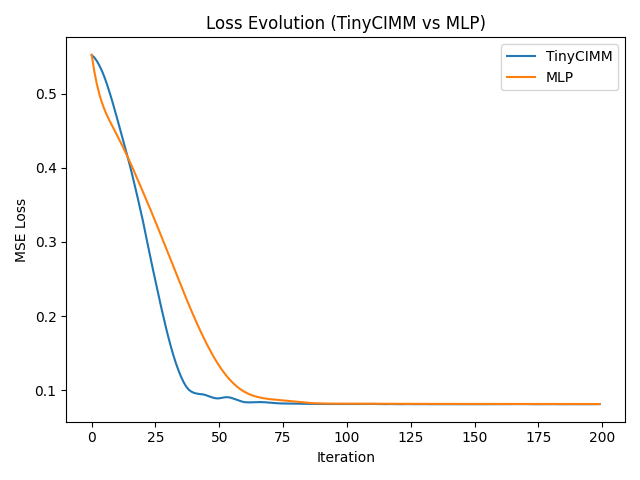 Loss Evolution (TinyCIMM vs MLP)
TinyCIMM
MLP
MSE Loss
0.5
0.4
0.3
0.2
0.1
0 25 50 75 100 125 150 175 200
Iteration